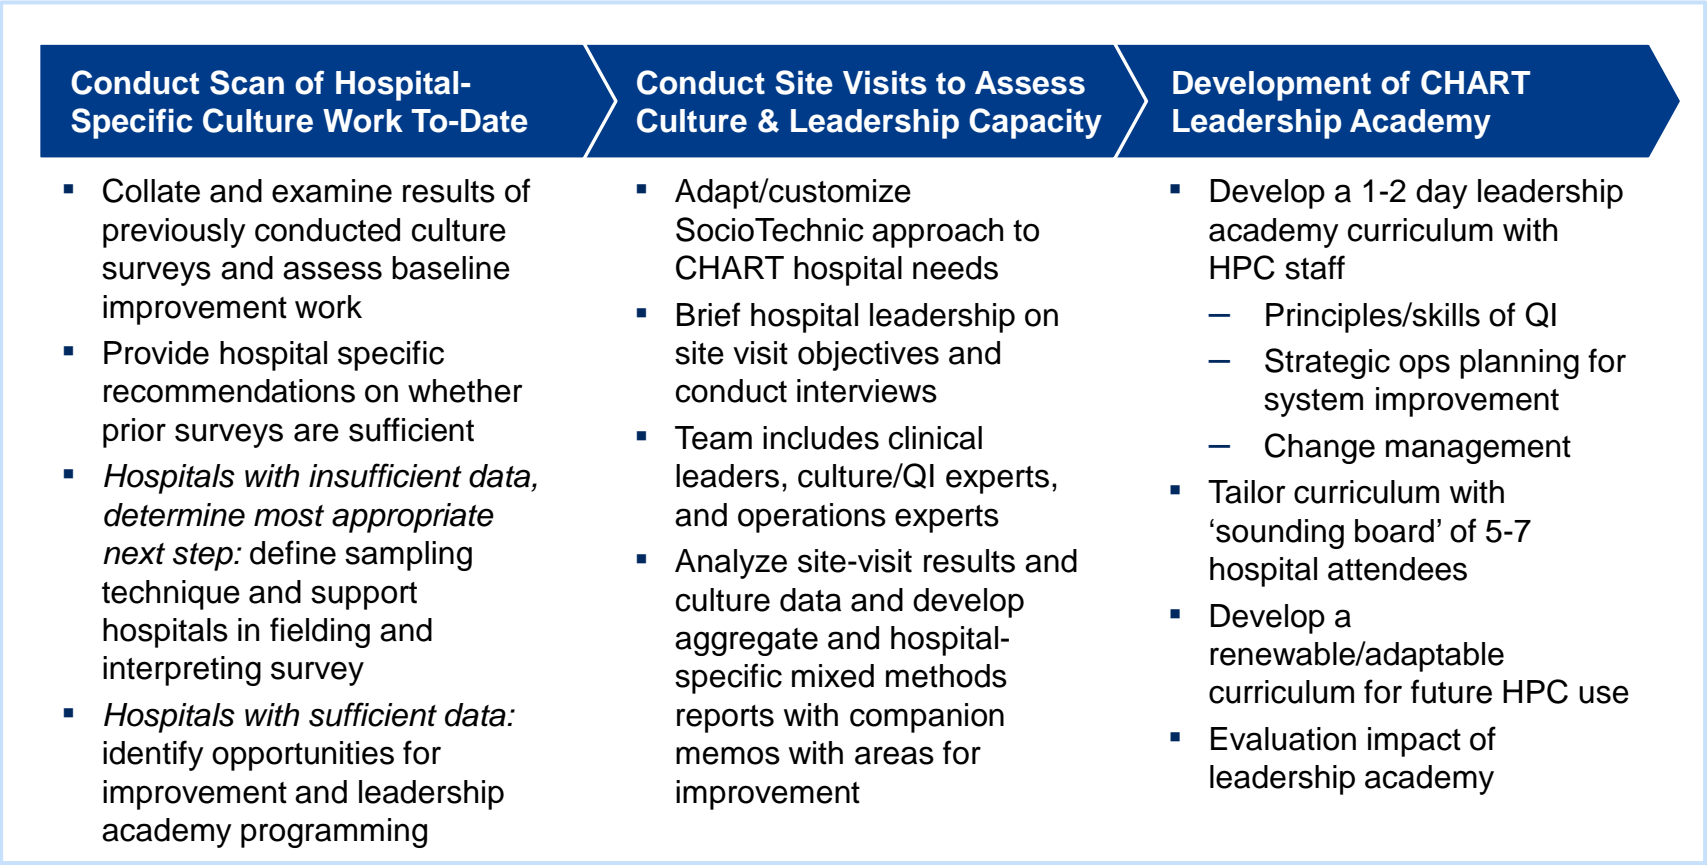 Conduct Scan of Hospital-
Specific Culture Work To-Date
▪ Collate and examine results of
previously conducted culture
surveys and assess baseline
improvement work
▪ Provide hospital specific
recommendations on whether
prior surveys are sufficient
▪ Hospitals with insufficient data,
determine most appropriate
next step: define sampling
technique and support
hospitals in fielding and
interpreting survey
▪ Hospitals with sufficient data:
identify opportunities for
improvement and leadership
academy programming
Conduct Site Visits to Assess
Culture & Leadership Capacity
▪ Adapt/customize
SocioTechnic approach to
CHART hospital needs
▪ Brief hospital leadership on
site visit objectives and
conduct interviews
▪ Team includes clinical
leaders, culture/QI experts,
and operations experts
▪ Analyze site-visit results and
culture data and develop
aggregate and hospital-
specific mixed methods
reports with companion
memos with areas for
improvement
Development of CHART
Leadership Academy
▪ Develop a 1-2 day leadership
academy curriculum with
HPC staff
– Principles/skills of QI
– Strategic ops planning for
system improvement
– Change management
▪ Tailor curriculum with
‘sounding board’ of 5-7
hospital attendees
▪ Develop a
renewable/adaptable
curriculum for future HPC use
▪ Evaluation impact of
leadership academy